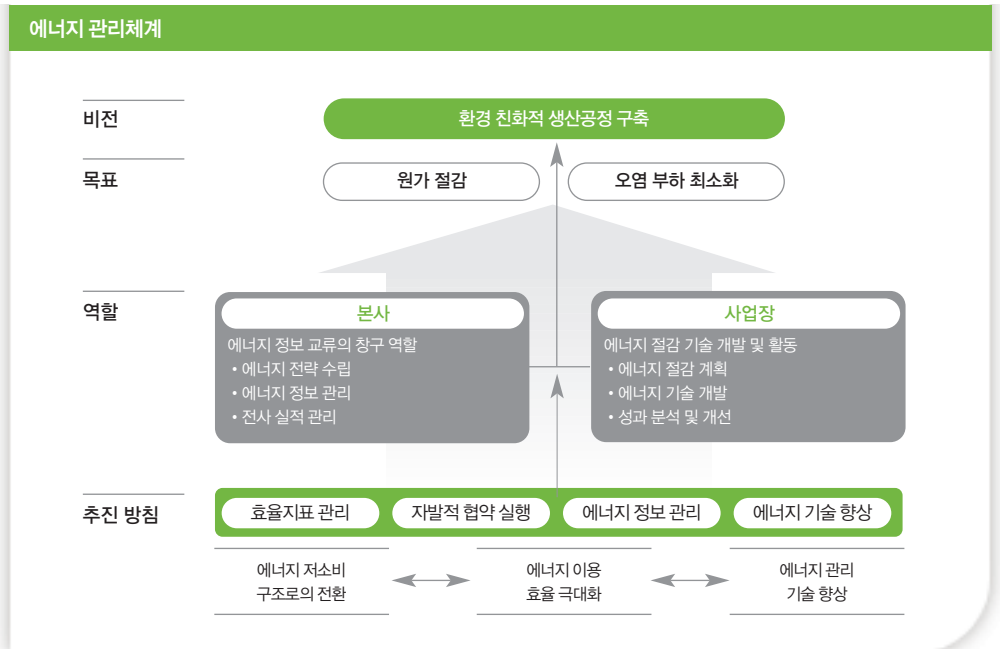 에너지 관리체계
비전
환경 친화적 생산공정 구축
목표
원가 절감
오염 부하 최소화
역할
본사
에너지 정보 교류의 창구 역할
• 에너지 전략 수립
• 에너지 정보 관리
• 전사 실적 관리
사업장
에너지 절감 기술 개발 및 활동
• 에너지 절감 계획
• 에너지 기술 개발
• 성과 분석 및 개선
추진 방침
효율지표 관리
자발적 협약 실행
에너지 정보 관리
에너지 기술 향상
에너지 저소비
구조로의 전환
에너지 이용
효율 극대화
에너지 관리
기술 향상